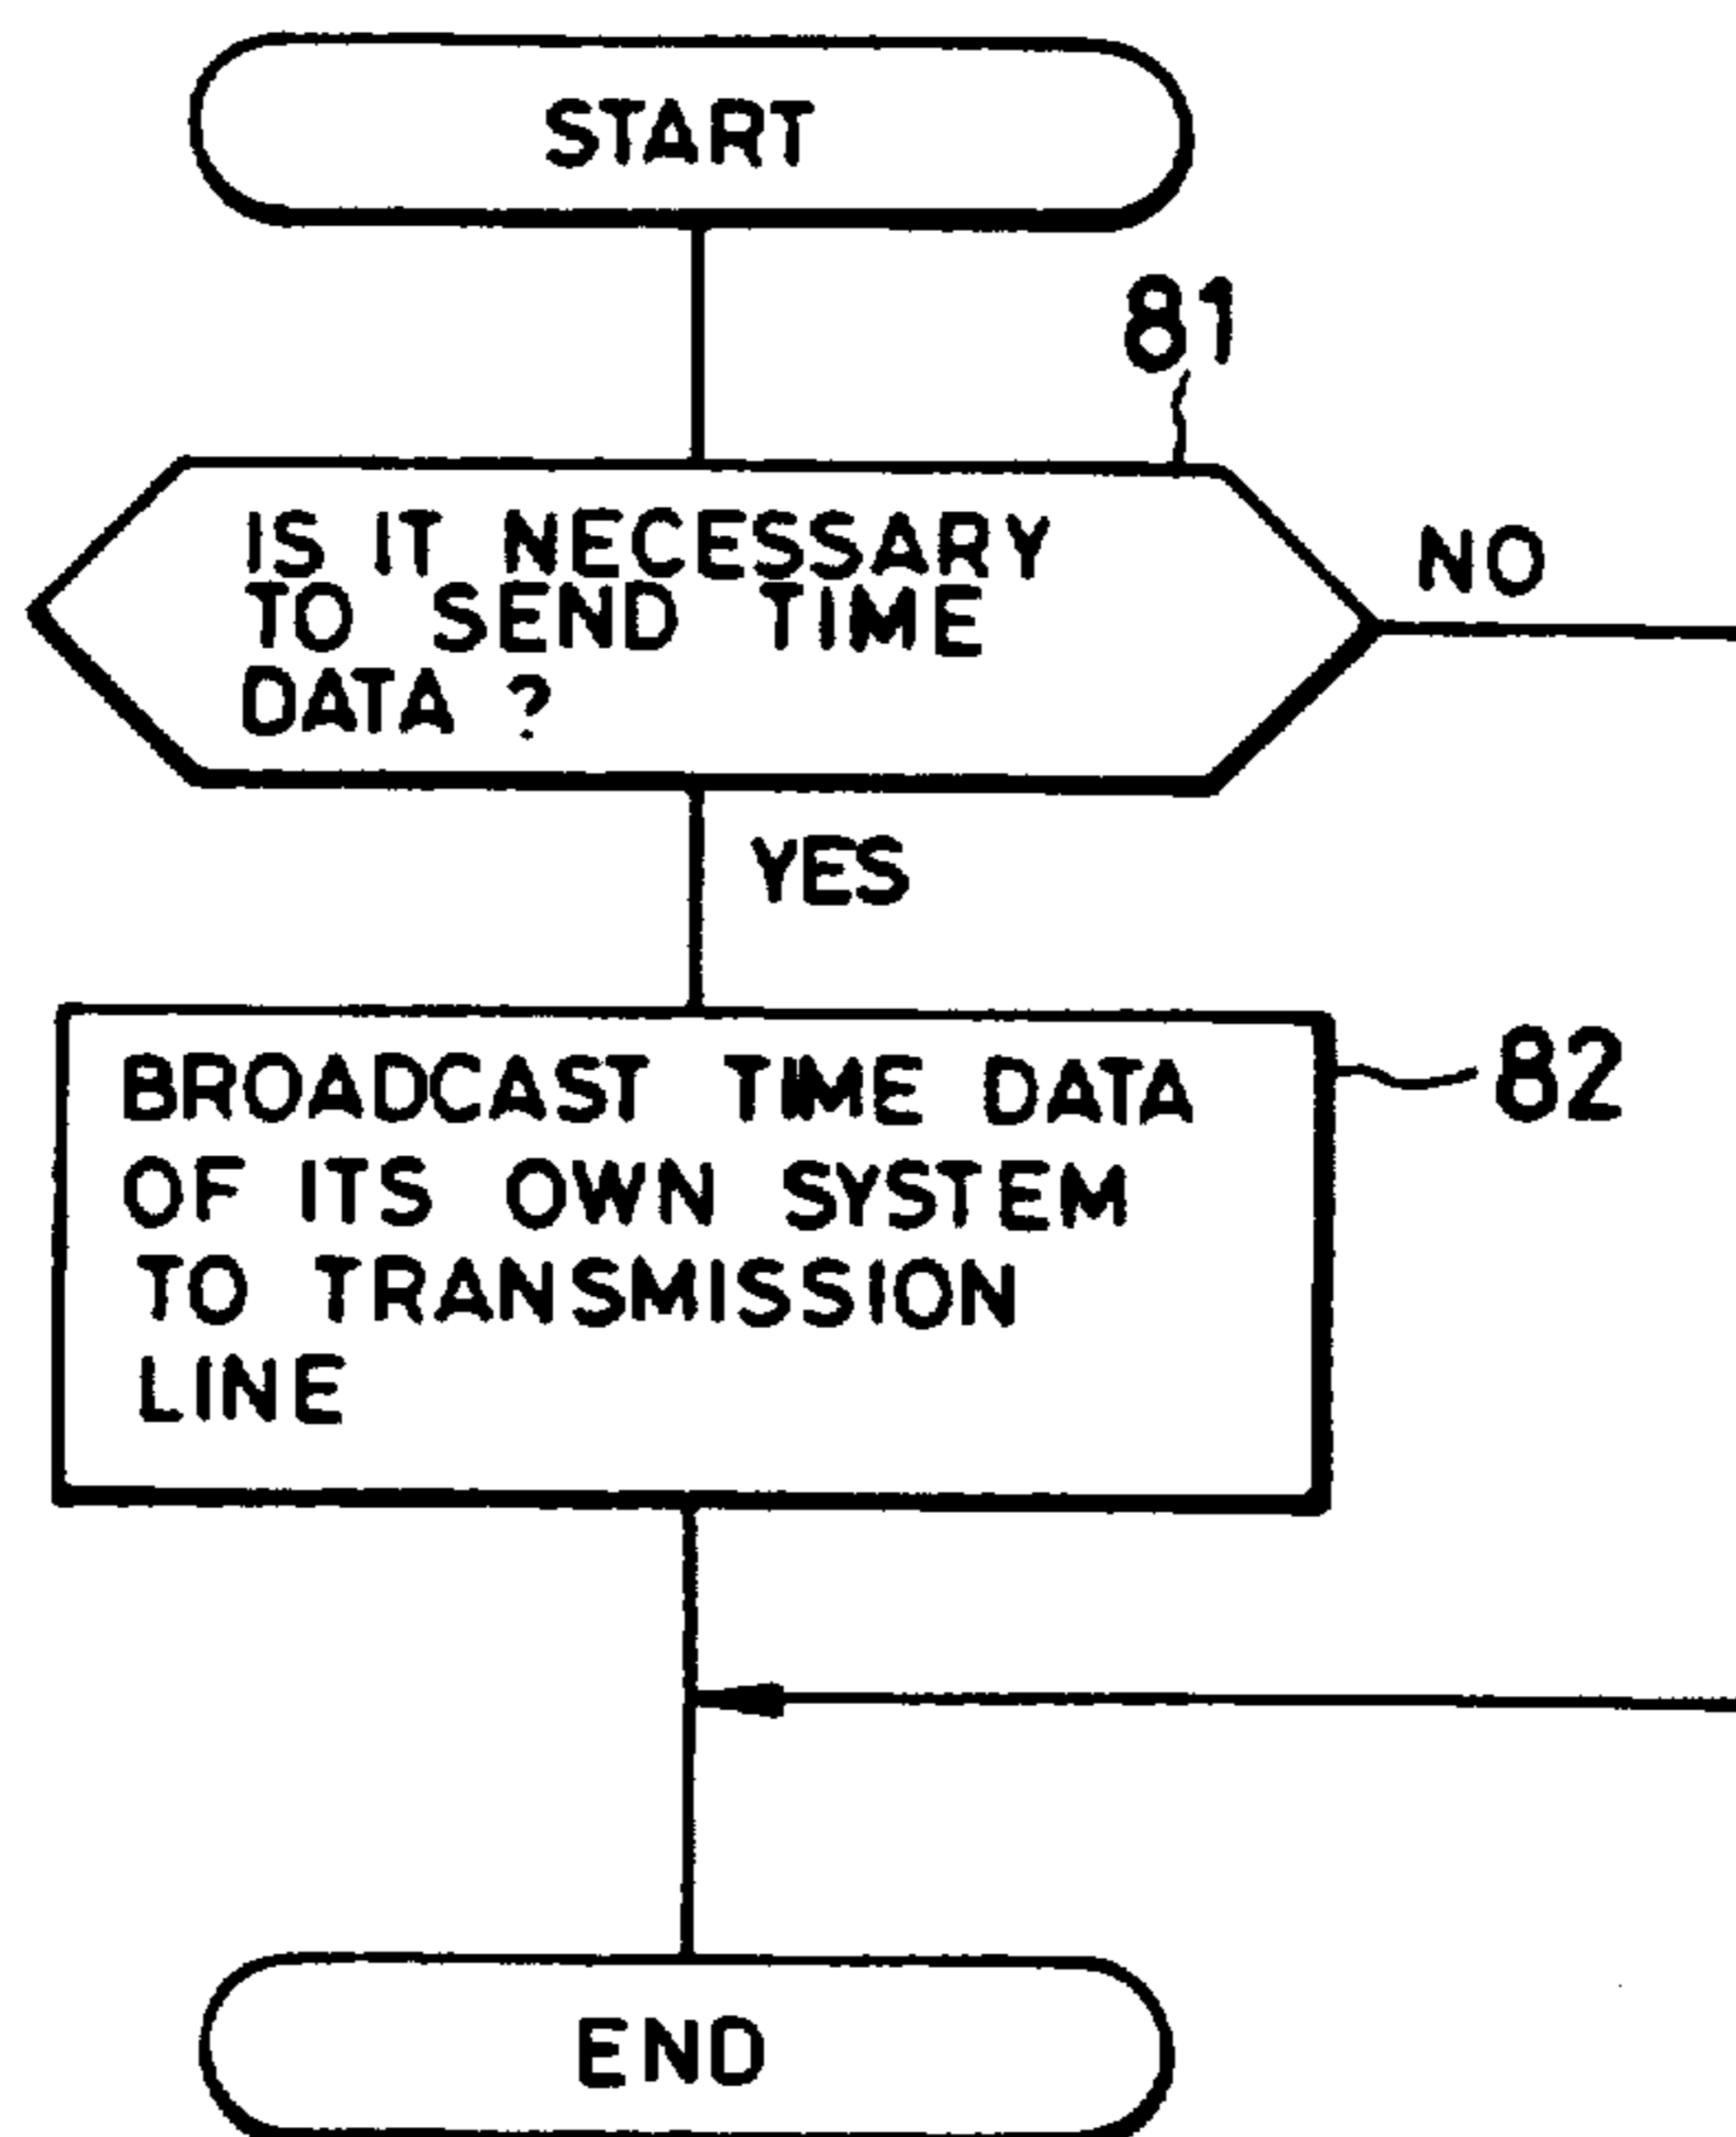 START
81
IS IT NECESSARY
TO SEND TIME
DATA ?
NO
YES
BROADCAST TIME DATA
OF ITS OWN SYSTEM
TO TRANSMISSION
LINE
82
END